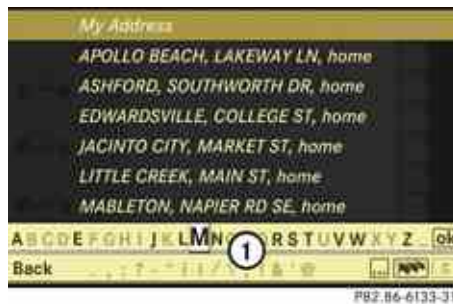 My Address
APOLLO BEACH, LAKEWAY LN, home
ASHFORD, SOUTHWORTH DR, home
EDWARDSVILLE, COLLEGE ST, home
JACINTO CITY, MARKET ST, home
LITTLE CREEK, MAIN ST, home
MABLETON, NAPIER RD SE, home
A B C D E F G H I J K L M N 1 R S T U V W X Y Z _ ok
Back
P82.86-6133-31